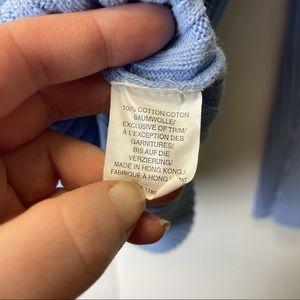 100% COTTON/COTON
BAUMWOLLE/
EXCLUSIVE OF TRIM/
À L'EXCEPTION DES
GARNITURES/
BIS AUF DIE
VERZIERUNG/
MADE IN HONG KONG/
FABRIQUÉ À HONG KONG